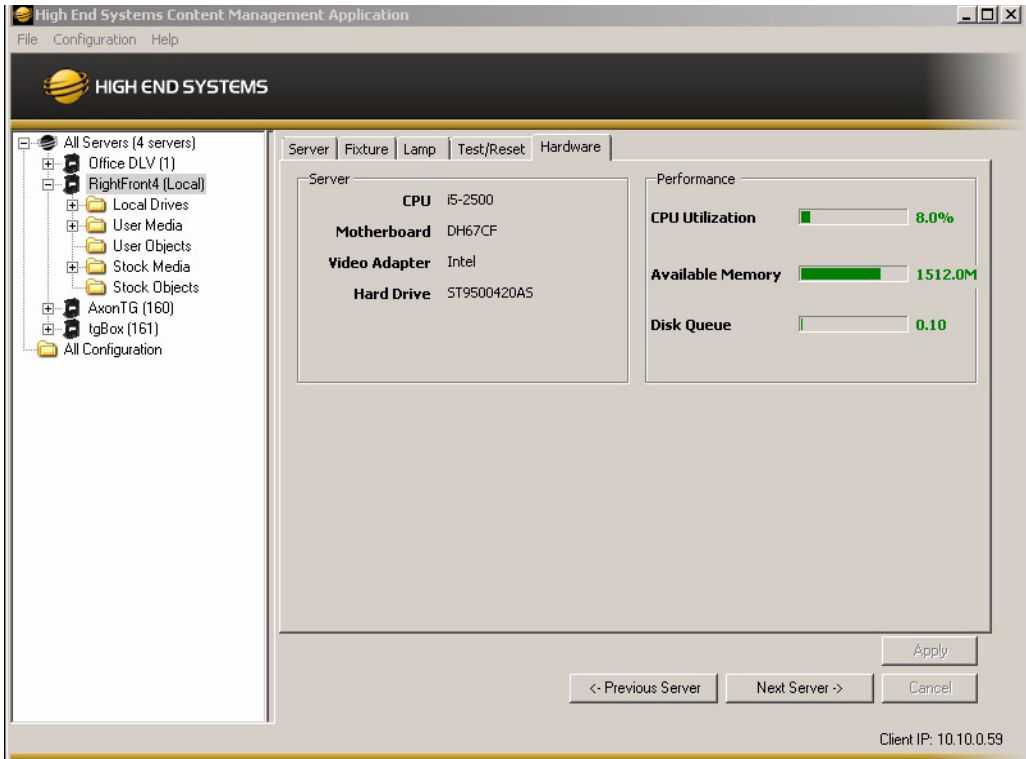 High End Systems Content Management Application
File Configuration Help
HIGH END SYSTEMS
All Servers (4 servers)
Office DLV (1)
RightFront4 (Local)
Local Drives
User Media
User Objects
Stock Media
Stock Objects
AxonTG (160)
tgBox (161)
All Configuration
Server Fixture Lamp Test/Reset Hardware
Server
CPU i5-2500
Motherboard DH67CF
Video Adapter Intel
Hard Drive ST9500420AS
Performance
CPU Utilization 8.0%
Available Memory 1512.0M
Disk Queue 0.10
Apply
<- Previous Server Next Server -> Cancel
Client IP: 10.10.0.59